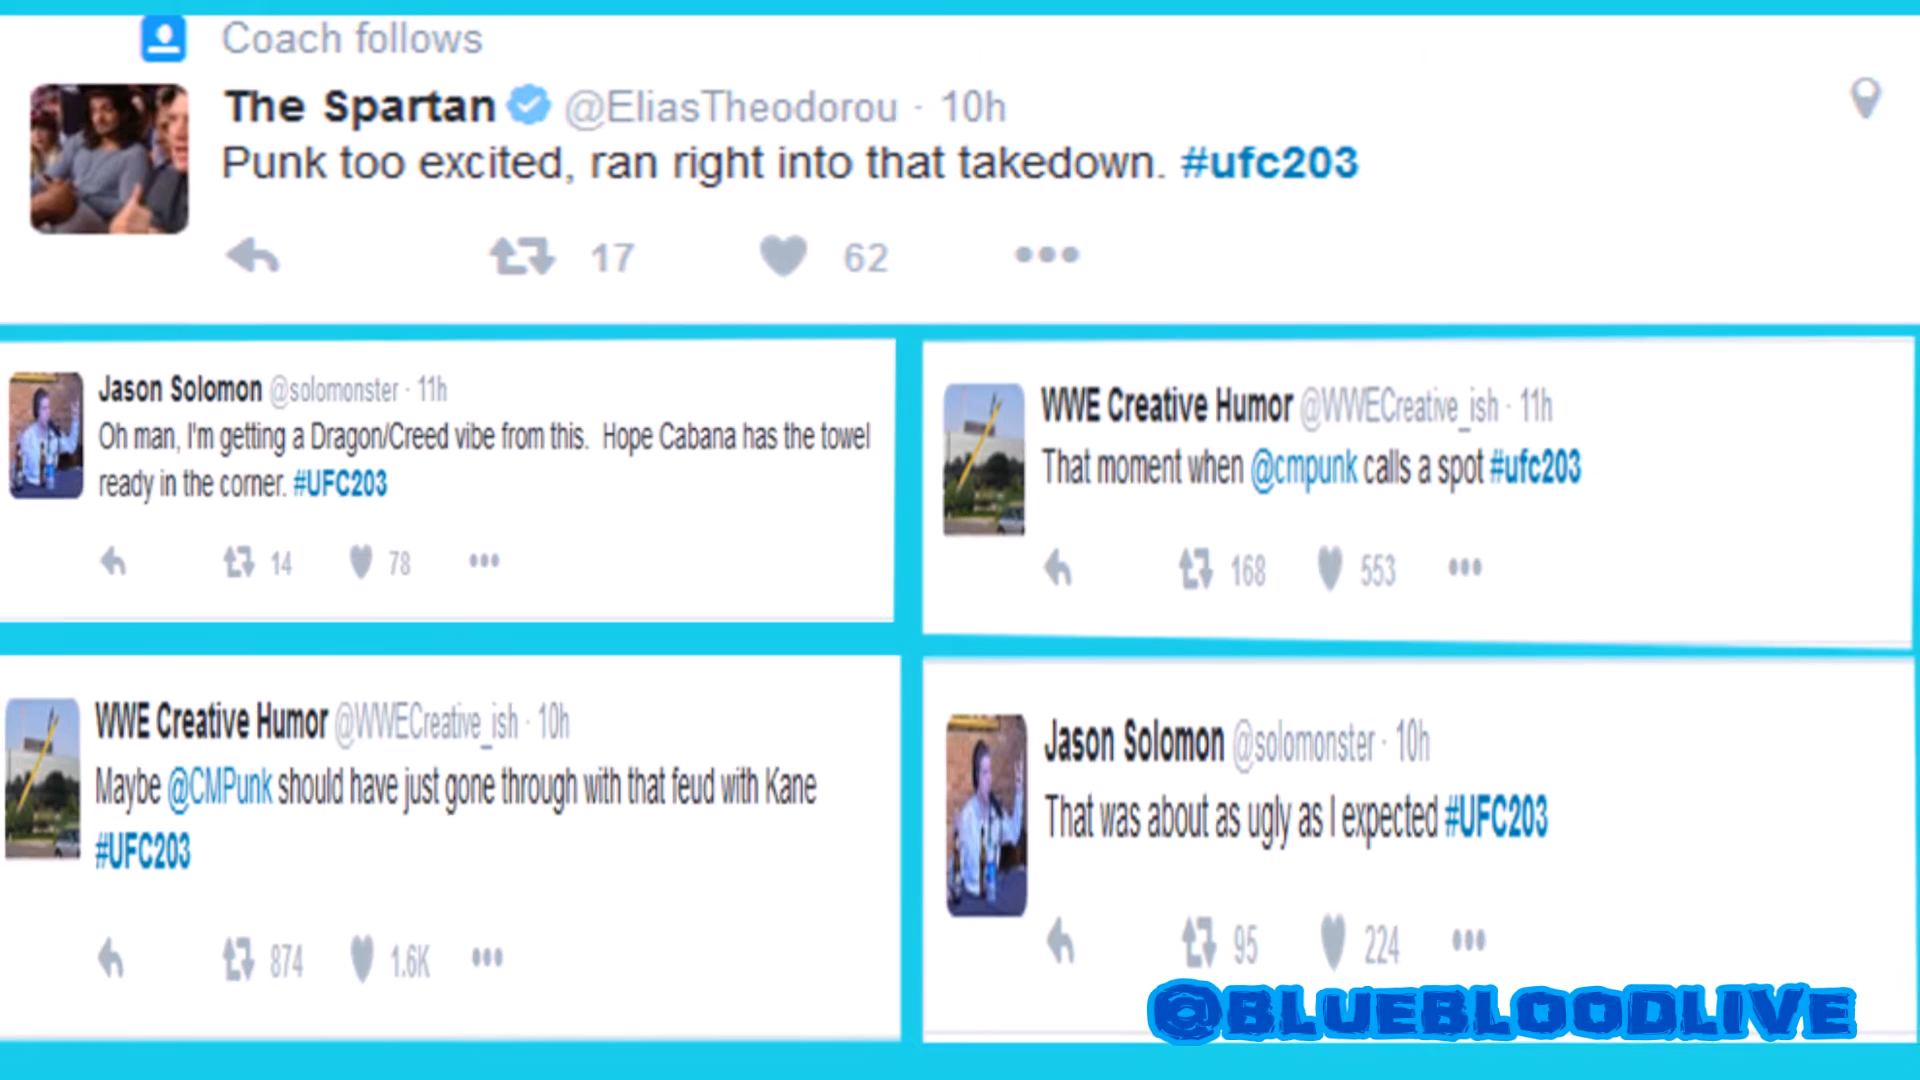 Coach follows
The Spartan @EliasTheodorou · 10h
Punk too excited, ran right into that takedown. #ufc203
17 62
Jason Solomon @solomonster · 11h
Oh man, I'm getting a Dragon/Creed vibe from this. Hope Cabana has the towel
ready in the corner. #UFC203
14 78
WWE Creative Humor @WWECreative_ish · 11h
That moment when @cmpunk calls a spot #ufc203
168 553
WWE Creative Humor @WWECreative_ish · 10h
Maybe @CMPunk should have just gone through with that feud with Kane
#UFC203
874 1.6K
Jason Solomon @solomonster · 10h
That was about as ugly as I expected #UFC203
95 224
@BLUEBLOODLIVE